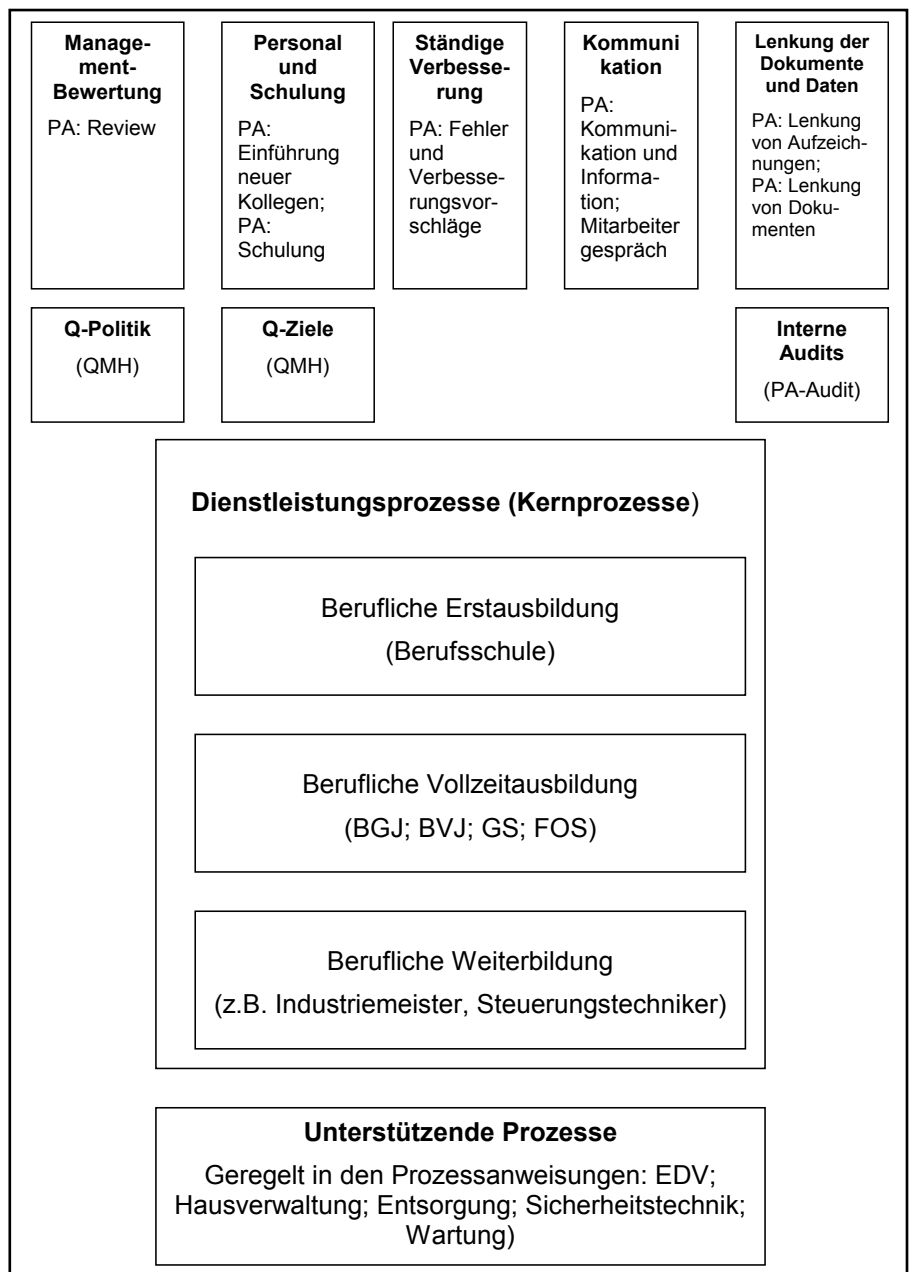 Manage-
ment-
Bewertung
PA: Review
Personal
und
Schulung
PA:
Einführung
neuer
Kollegen;
PA:
Schulung
Ständige
Verbesse-
rung
PA: Fehler
und
Verbesse-
rungsvor-
schläge
Kommuni
kation
PA:
Kommuni-
kation und
Informa-
tion;
Mitarbeiter
gespräch
Lenkung der
Dokumente
und Daten
PA: Lenkung
von Aufzeich-
nungen;
PA: Lenkung
von Doku-
menten
Q-Politik
(QMH)
Q-Ziele
(QMH)
Interne
Audits
(PA-Audit)
Dienstleistungsprozesse (Kernprozesse)
Berufliche Erstausbildung
(Berufsschule)
Berufliche Vollzeitausbildung
(BGJ; BVJ; GS; FOS)
Berufliche Weiterbildung
(z.B. Industriemeister, Steuerungstechniker)
Unterstützende Prozesse
Geregelt in den Prozessanweisungen: EDV;
Hausverwaltung; Entsorgung; Sicherheitstechnik;
Wartung)